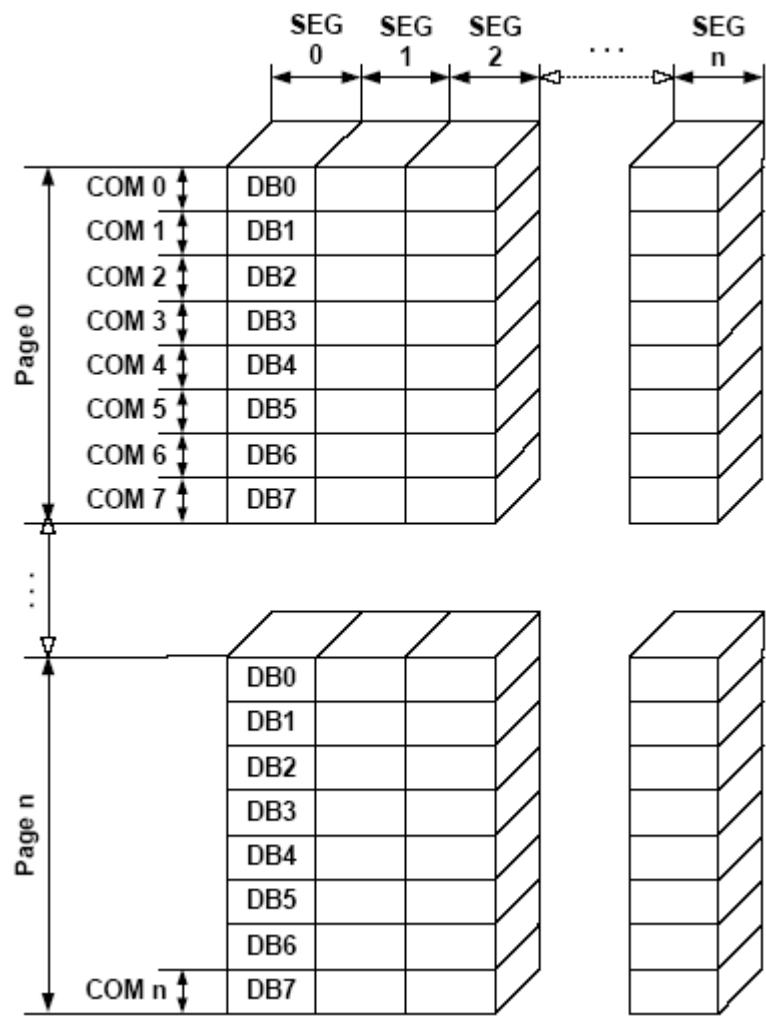 SEG 0 SEG 1 SEG 2 . . . SEG n
Page 0
COM 0 DB0
COM 1 DB1
COM 2 DB2
COM 3 DB3
COM 4 DB4
COM 5 DB5
COM 6 DB6
COM 7 DB7
. . .
Page n
DB0
DB1
DB2
DB3
DB4
DB5
DB6
COM n DB7